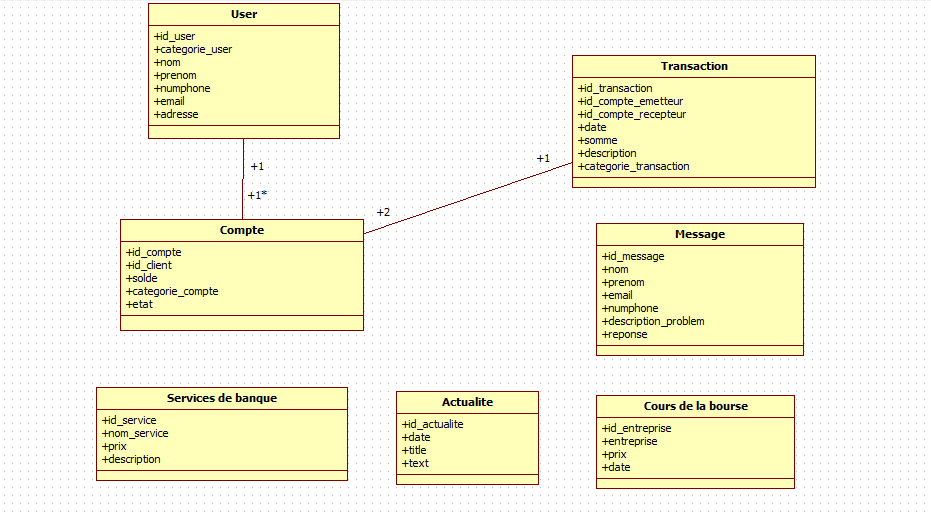 User
+id_user
+categorie_user
+nom
+prenom
+numphone
+email
+adresse
+1
+1*
Compte
+id_compte
+id_client
+solde
+categorie_compte
+etat
+2
+1
Transaction
+id_transaction
+id_compte_emetteur
+id_compte_recepteur
+date
+somme
+description
+categorie_transaction
Message
+id_message
+nom
+prenom
+email
+numphone
+description_problem
+reponse
Services de banque
+id_service
+nom_service
+prix
+description
Actualite
+id_actualite
+date
+title
+text
Cours de la bourse
+id_entreprise
+entreprise
+prix
+date